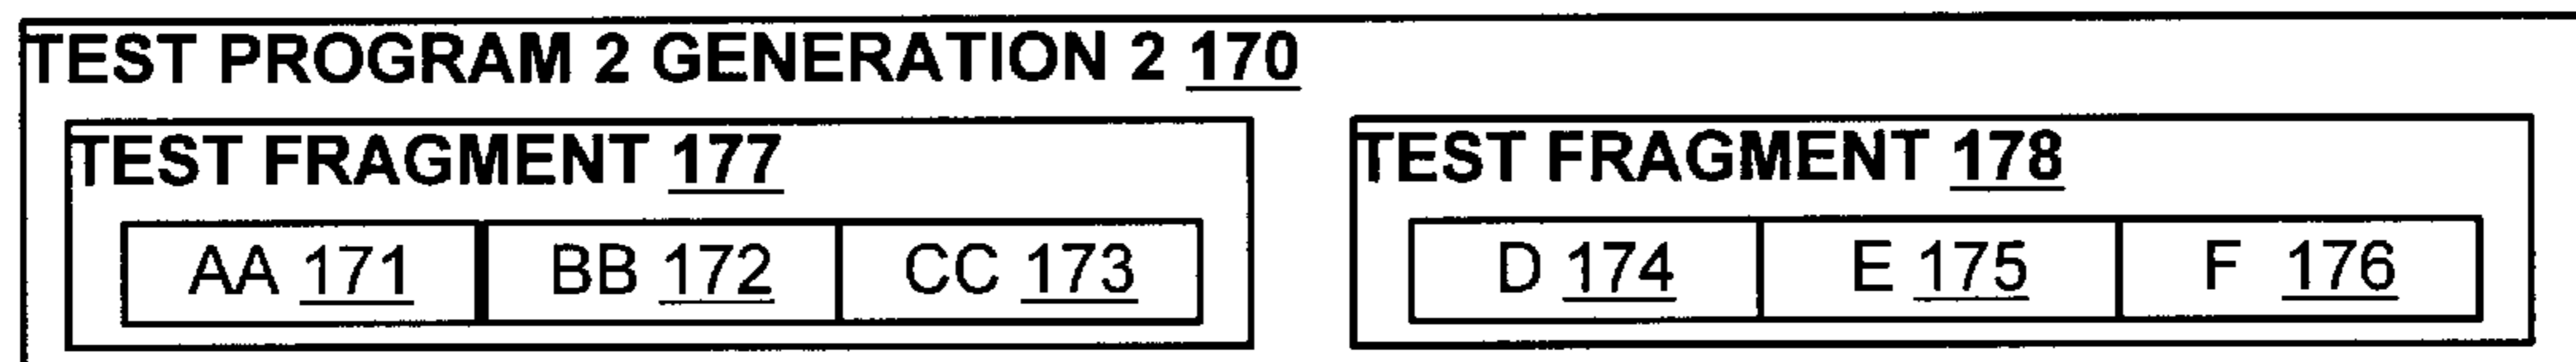 TEST PROGRAM 2 GENERATION 2 170
TEST FRAGMENT 177
AA 171 BB 172 CC 173
TEST FRAGMENT 178
D 174 E 175 F 176